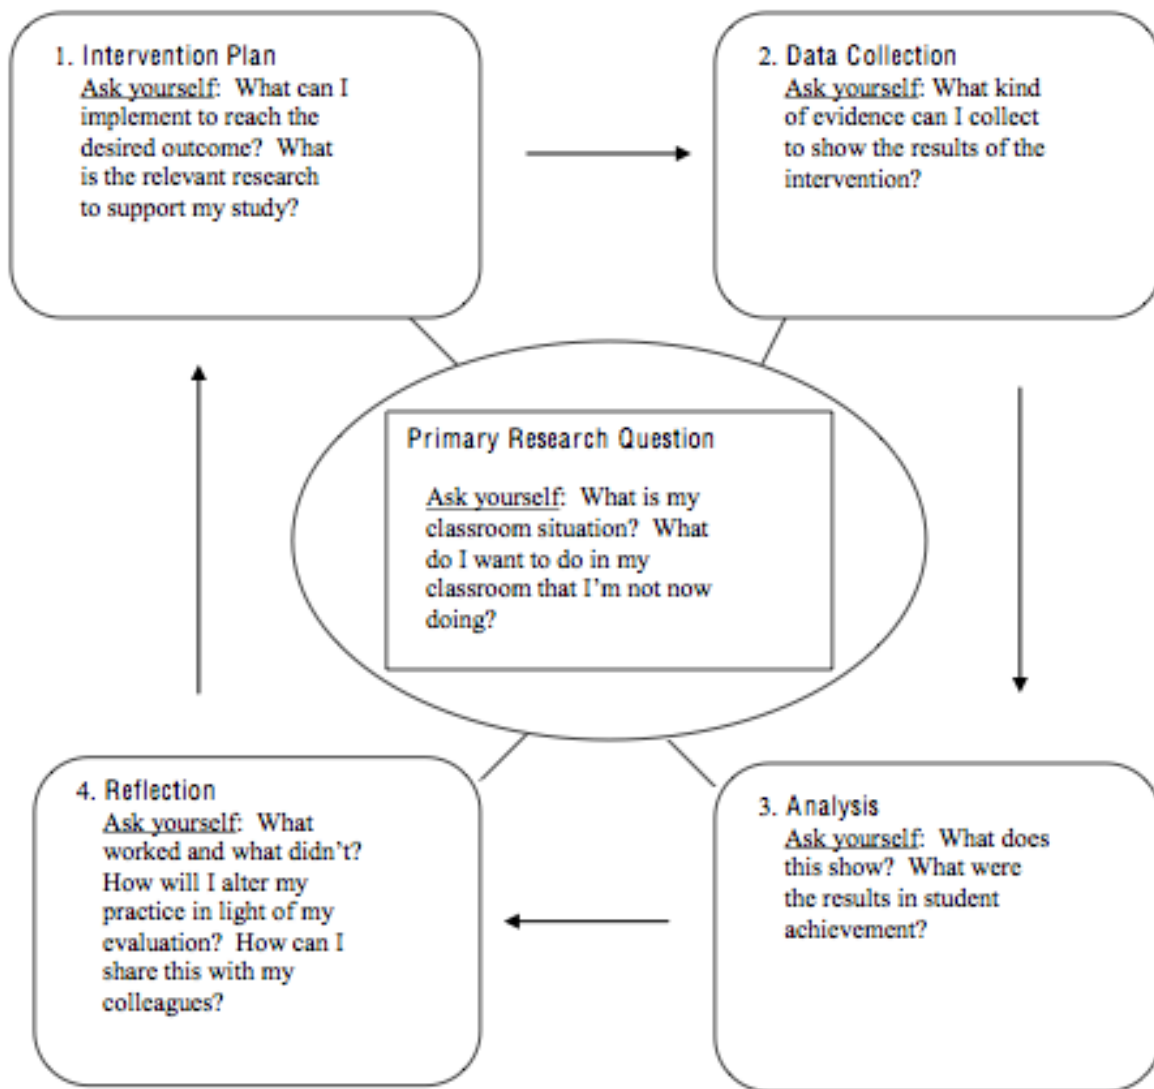 1. Intervention Plan
Ask yourself: What can I
implement to reach the
desired outcome? What
is the relevant research
to support my study?
2. Data Collection
Ask yourself: What kind
of evidence can I collect
to show the results of the
intervention?
Primary Research Question
Ask yourself: What is my
classroom situation? What
do I want to do in my
classroom that I'm not now
doing?
4. Reflection
Ask yourself: What
worked and what didn't?
How will I alter my
practice in light of my
evaluation? How can I
share this with my
colleagues?
3. Analysis
Ask yourself: What does
this show? What were
the results in student
achievement?